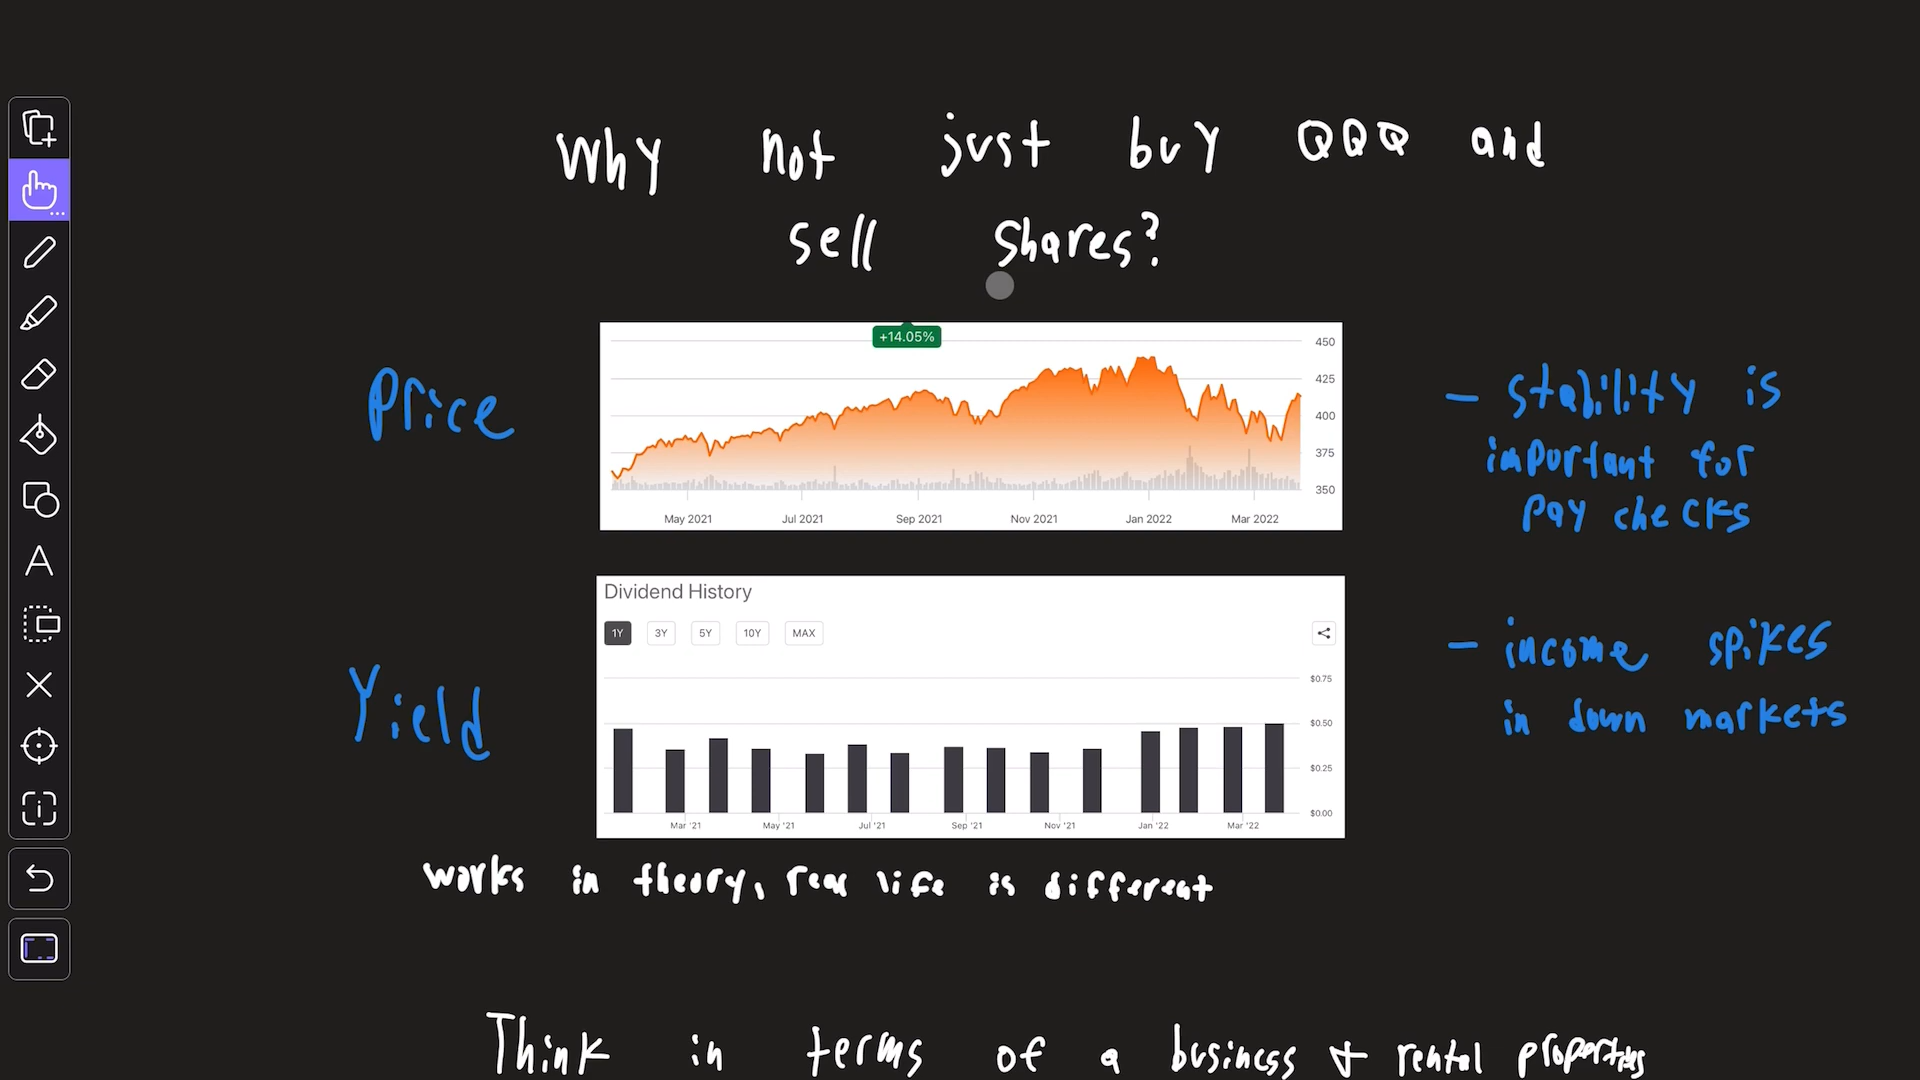 Why not just buy QQQ and
sell shares?
+14.05%
450
425
400
375
350
May 2021 Jul 2021 Sep 2021 Nov 2021 Jan 2022 Mar 2022
Price
- stability is
important for
pay checks
Dividend History
1Y 3Y 5Y 10Y MAX
$0.75
$0.50
$0.25
$0.00
Mar '21 May '21 Jul '21 Sep '21 Nov '21 Jan '22 Mar '22
Yield
- income spikes
in down markets
works in theory, real life is different
Think in terms of a business + rental properties
A